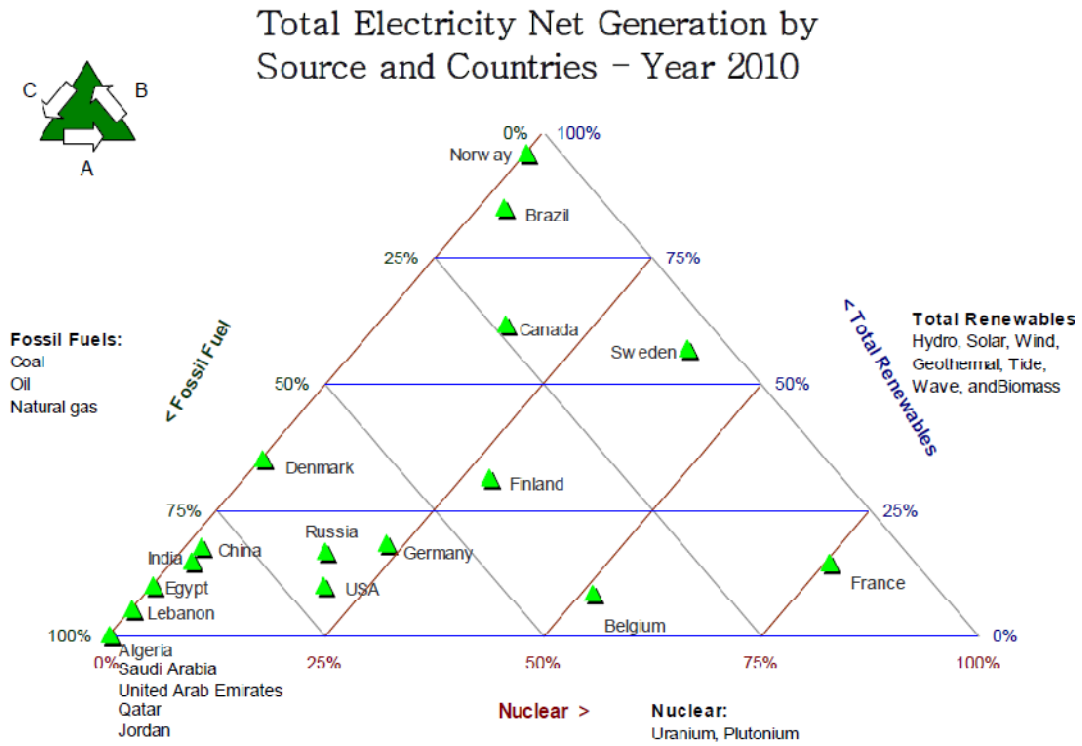 Total Electricity Net Generation by
Source and Countries – Year 2010
C
B
A
0%
100%
Norway
Brazil
25%
75%
Canada
Sweden
Fossil Fuels:
Coal
Oil
Natural gas
< Fossil Fuel
< Total Renewables
Total Renewables
Hydro, Solar, Wind,
Geothermal, Tide,
Wave, andBiomass
50%
50%
Denmark
Finland
75%
25%
Russia
China
Germany
India
Egypt
USA
France
Lebanon
Belgium
100%
0%
Algeria
Saudi Arabia
United Arab Emirates
Qatar
Jordan
0%
25%
50%
75%
100%
Nuclear >
Nuclear:
Uranium, Plutonium